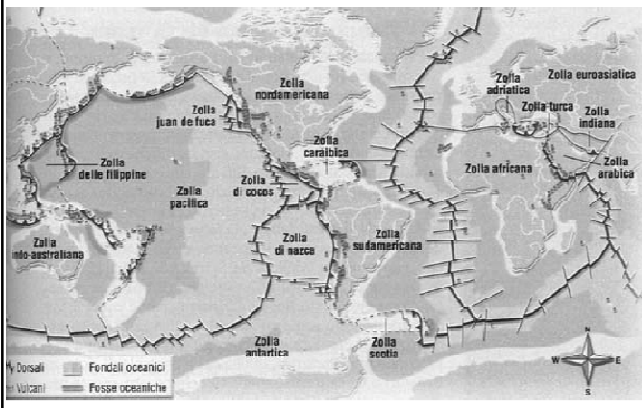 Zolla
nordamericana
Zolla
juan de fuca
Zolla
caraibica
Zolla
delle filippine
Zolla
pacifica
Zolla
di cocos
Zolla
di nazca
Zolla
sudamericana
Zolla
adriatica
Zolla euroasiatica
Zolla turca
Zolla
indiana
Zolla africana
Zolla
arabica
Zolla
indo-australiana
Zolla
antartica
Zolla
scotia
Dorsali
Fondali oceanici
Vulcani
Fosse oceaniche
N
W
E
S